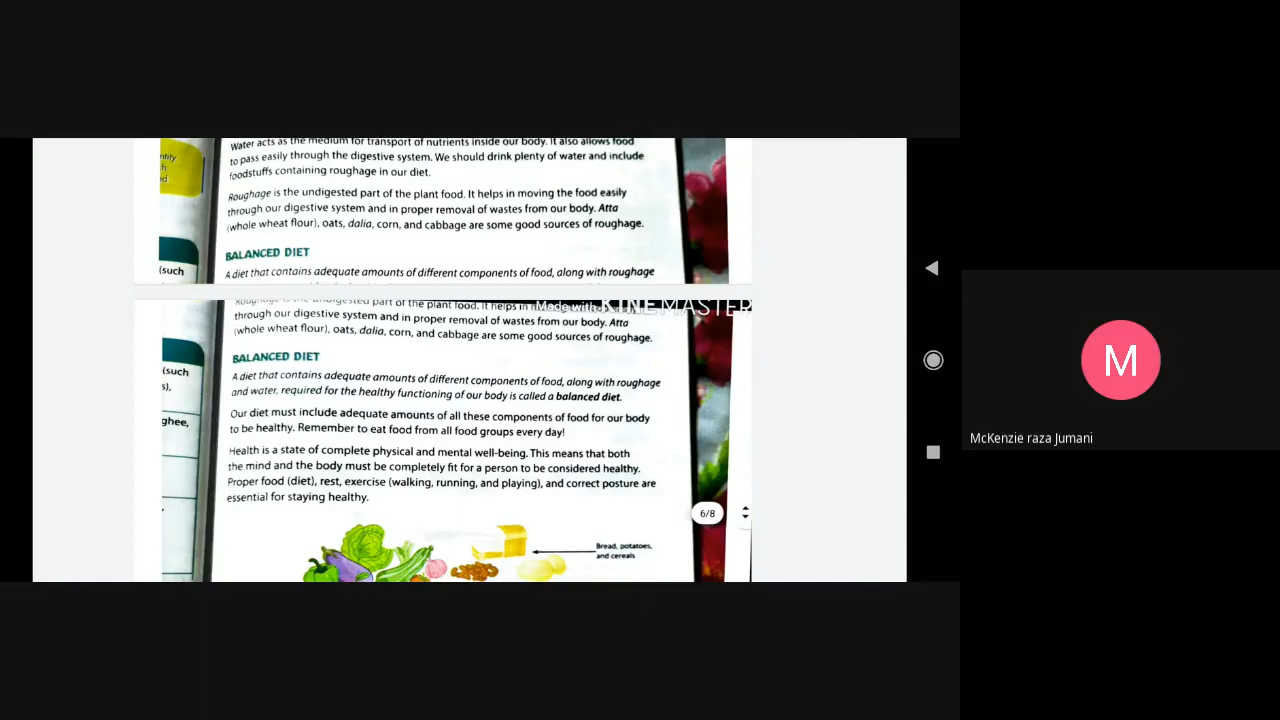 Water acts as the medium for transport of nutrients inside our body. It also allows food
to pass easily through the digestive system. We should drink plenty of water and include
foodstuffs containing roughage in our diet.
Roughage is the undigested part of the plant food. It helps in moving the food easily
through our digestive system and in proper removal of wastes from our body. Atta
(whole wheat flour), oats, dalia, corn, and cabbage are some good sources of roughage.
(such
BALANCED DIET
A diet that contains adequate amounts of different components of food, along with roughage
Roughage is the undigested part of the plant food. It helps in
Made with KINEMASTER
through our digestive system and in proper removal of wastes from our body. Atta
(whole wheat flour), oats, dalia, corn, and cabbage are some good sources of roughage.
BALANCED DIET
(such
s),
ghee,
A diet that contains adequate amounts of different components of food, along with roughage
and water, required for the healthy functioning of our body is called a balanced diet.
Our diet must include adequate amounts of all these components of food for our body
to be healthy. Remember to eat food from all food groups every day!
Health is a state of complete physical and mental well-being. This means that both
the mind and the body must be completely fit for a person to be considered healthy.
Proper food (diet), rest, exercise (walking, running, and playing), and correct posture are
essential for staying healthy.
6/8
Bread, potatoes,
and cereals
M
McKenzie raza Jumani